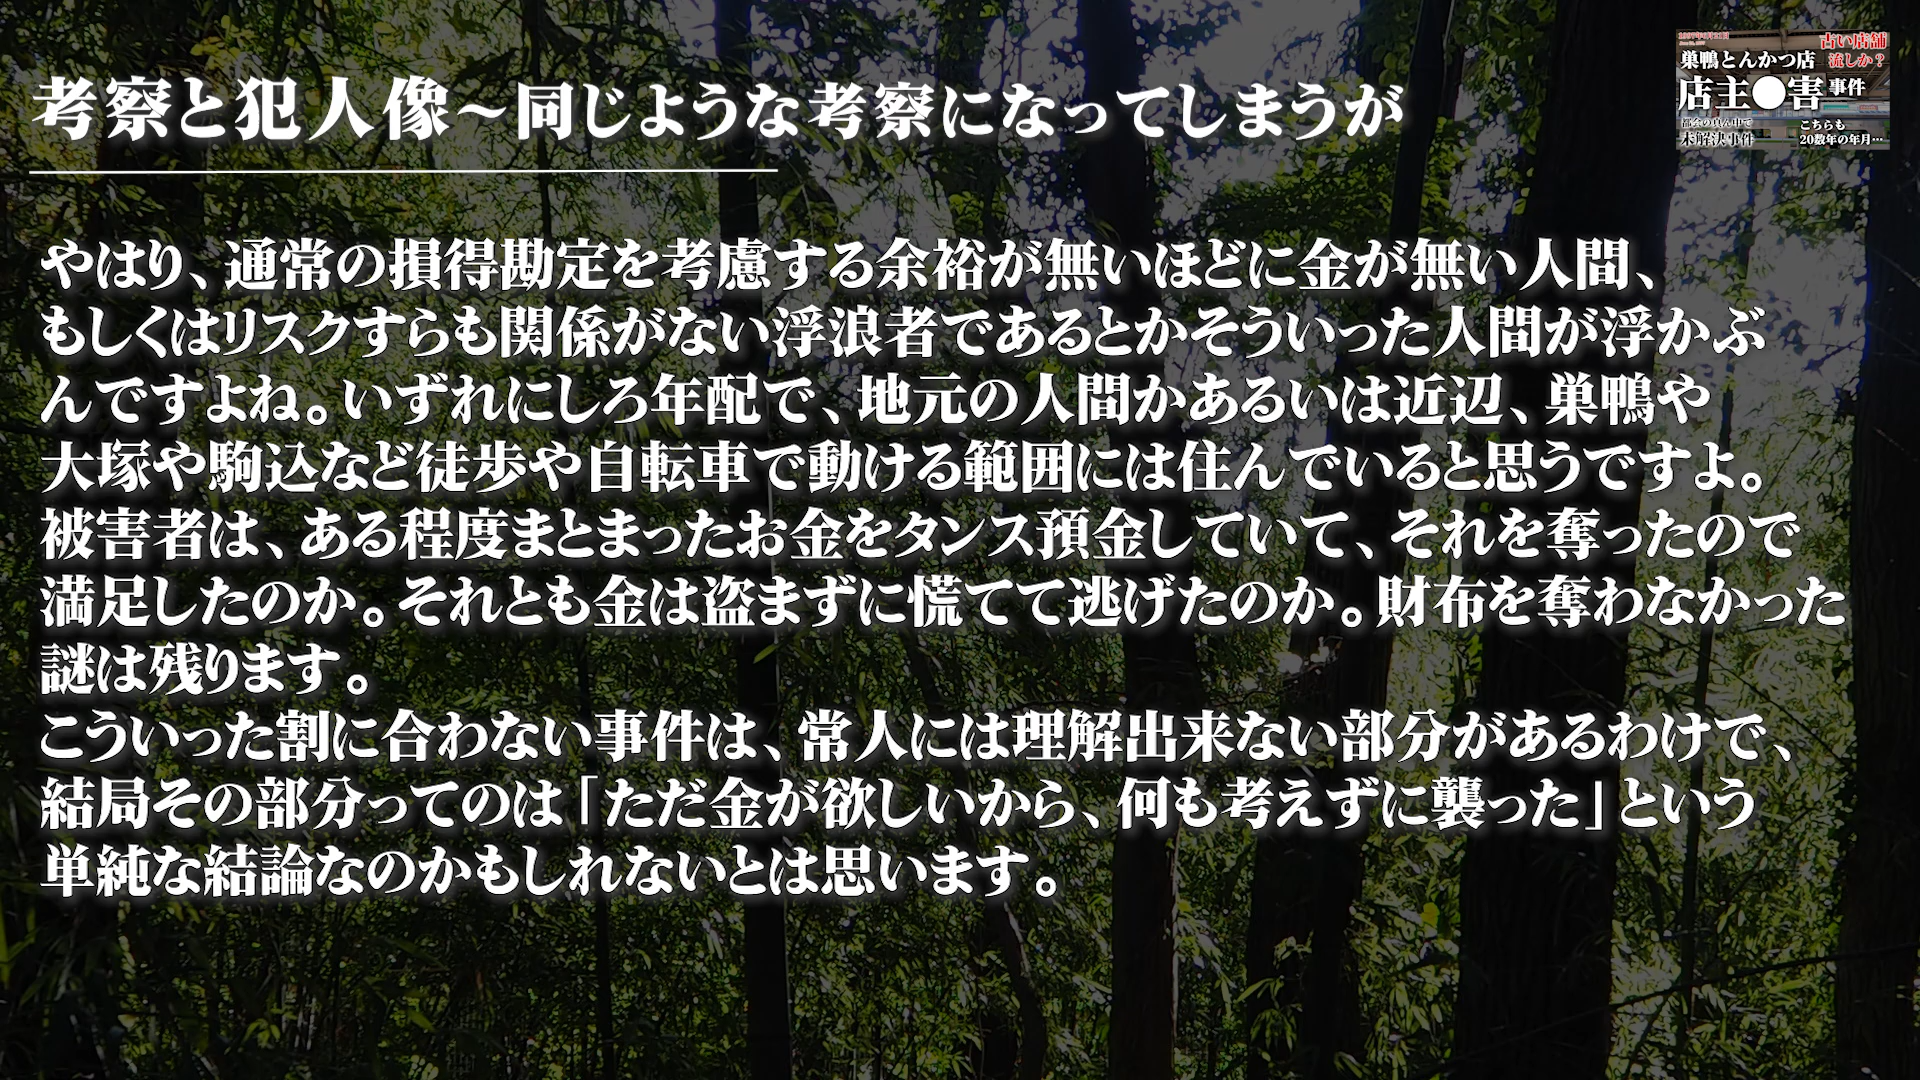 考察と犯人像～同じような考察になってしまうが
やはり、通常の損得勘定を考慮する余裕が無いほどに金が無い人間、
もしくはリスクすらも関係がない浮浪者であるとかそういった人間が浮かぶ
んですよね。いずれにしろ年配で、地元の人間かあるいは近辺、巣鴨や
大塚や駒込など徒歩や自転車で動ける範囲には住んでいると思うですよ。
被害者は、ある程度まとまったお金をタンス預金していて、それを奪ったので
満足したのか。それとも金は盗まずに慌てて逃げたのか。財布を奪わなかった
謎は残ります。
こういった割に合わない事件は、常人には理解出来ない部分があるわけで、
結局その部分ってのは「ただ金が欲しいから、何も考えずに襲った」という
単純な結論なのかもしれないとは思います。
古い店舗
流しか？
巣鴨とんかつ店
店主●害事件
都会の真ん中で
未解決事件
こちらも
20数年の年月…